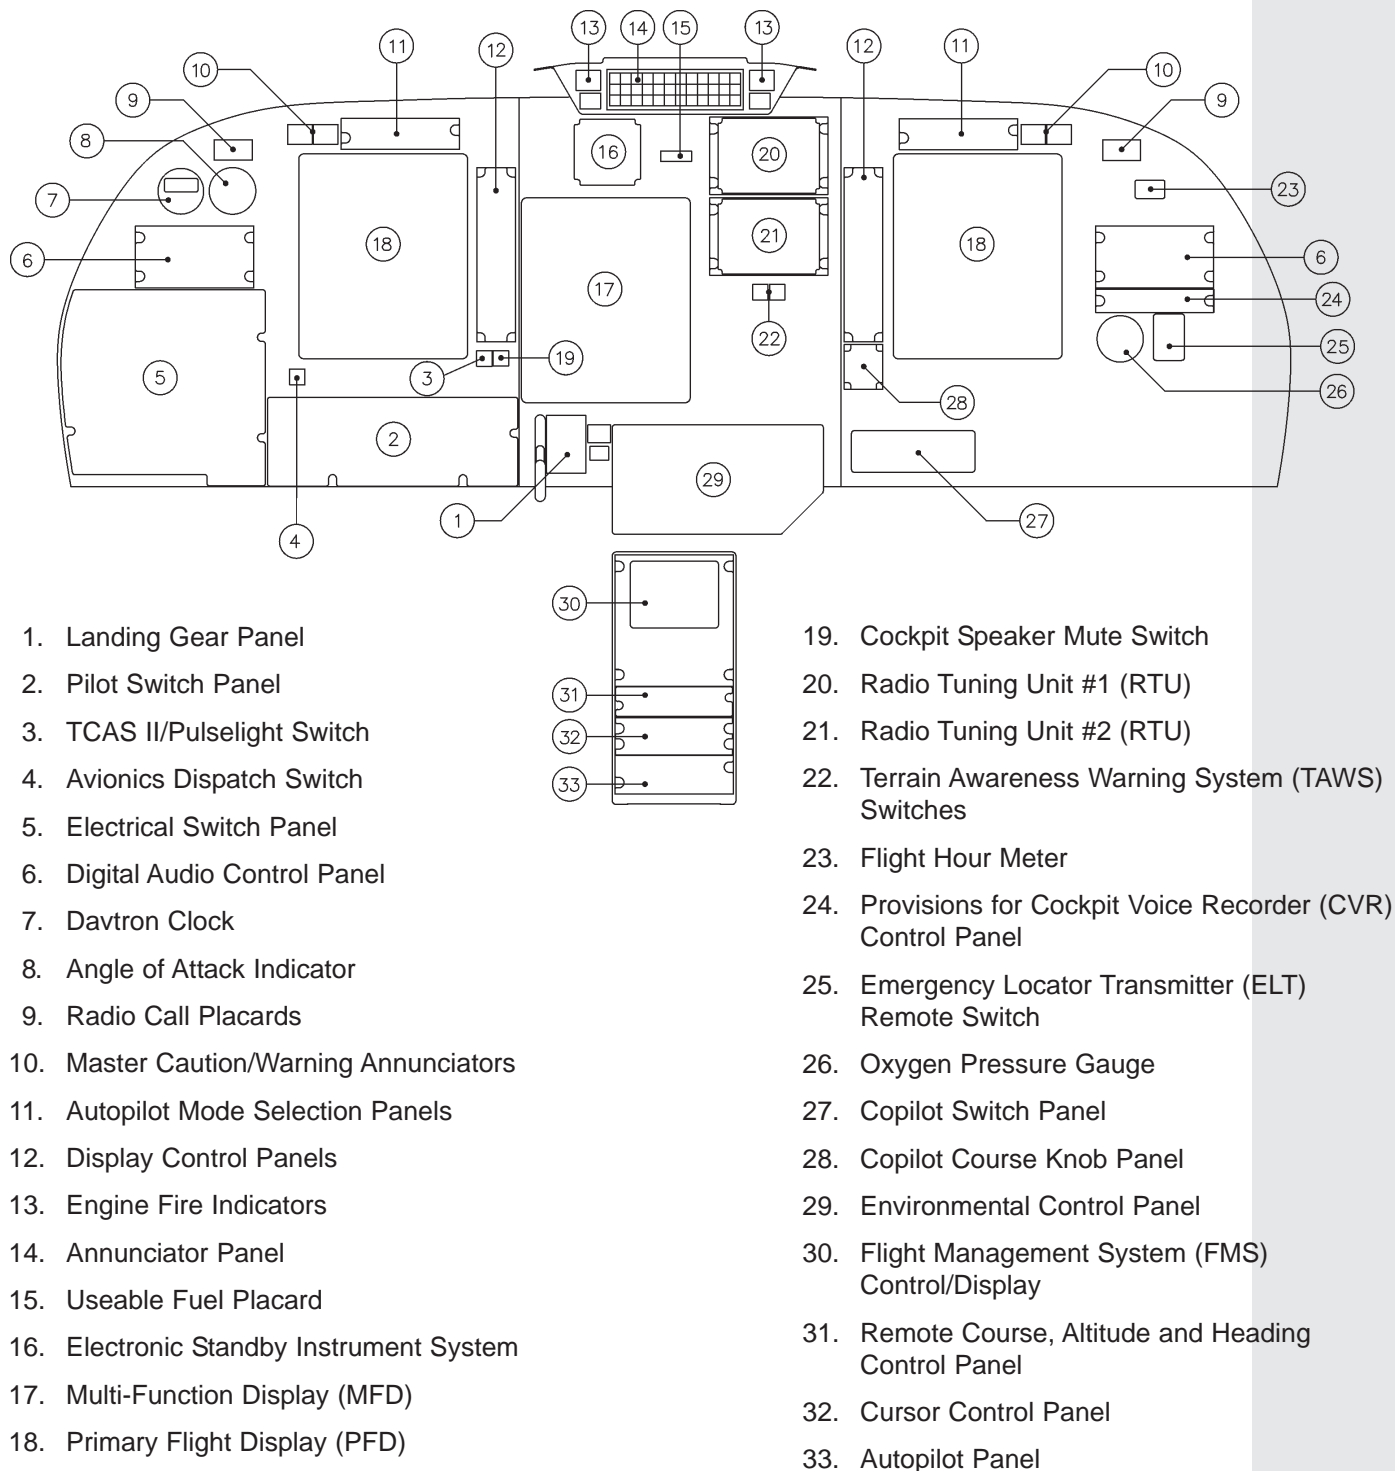 13 14 15 13
11 12 12 11
10 10
9 9
8 16 20
7 23
18 21 18
6 17 6
24
22
5 3 19 25
28 26
2
29
1 27
4
30
31
32
33
1. Landing Gear Panel
2. Pilot Switch Panel
3. TCAS II/Pulselight Switch
4. Avionics Dispatch Switch
5. Electrical Switch Panel
6. Digital Audio Control Panel
7. Davtron Clock
8. Angle of Attack Indicator
9. Radio Call Placards
10. Master Caution/Warning Annunciators
11. Autopilot Mode Selection Panels
12. Display Control Panels
13. Engine Fire Indicators
14. Annunciator Panel
15. Useable Fuel Placard
16. Electronic Standby Instrument System
17. Multi-Function Display (MFD)
18. Primary Flight Display (PFD)
19. Cockpit Speaker Mute Switch
20. Radio Tuning Unit #1 (RTU)
21. Radio Tuning Unit #2 (RTU)
22. Terrain Awareness Warning System (TAWS)
Switches
23. Flight Hour Meter
24. Provisions for Cockpit Voice Recorder (CVR)
Control Panel
25. Emergency Locator Transmitter (ELT)
Remote Switch
26. Oxygen Pressure Gauge
27. Copilot Switch Panel
28. Copilot Course Knob Panel
29. Environmental Control Panel
30. Flight Management System (FMS)
Control/Display
31. Remote Course, Altitude and Heading
Control Panel
32. Cursor Control Panel
33. Autopilot Panel